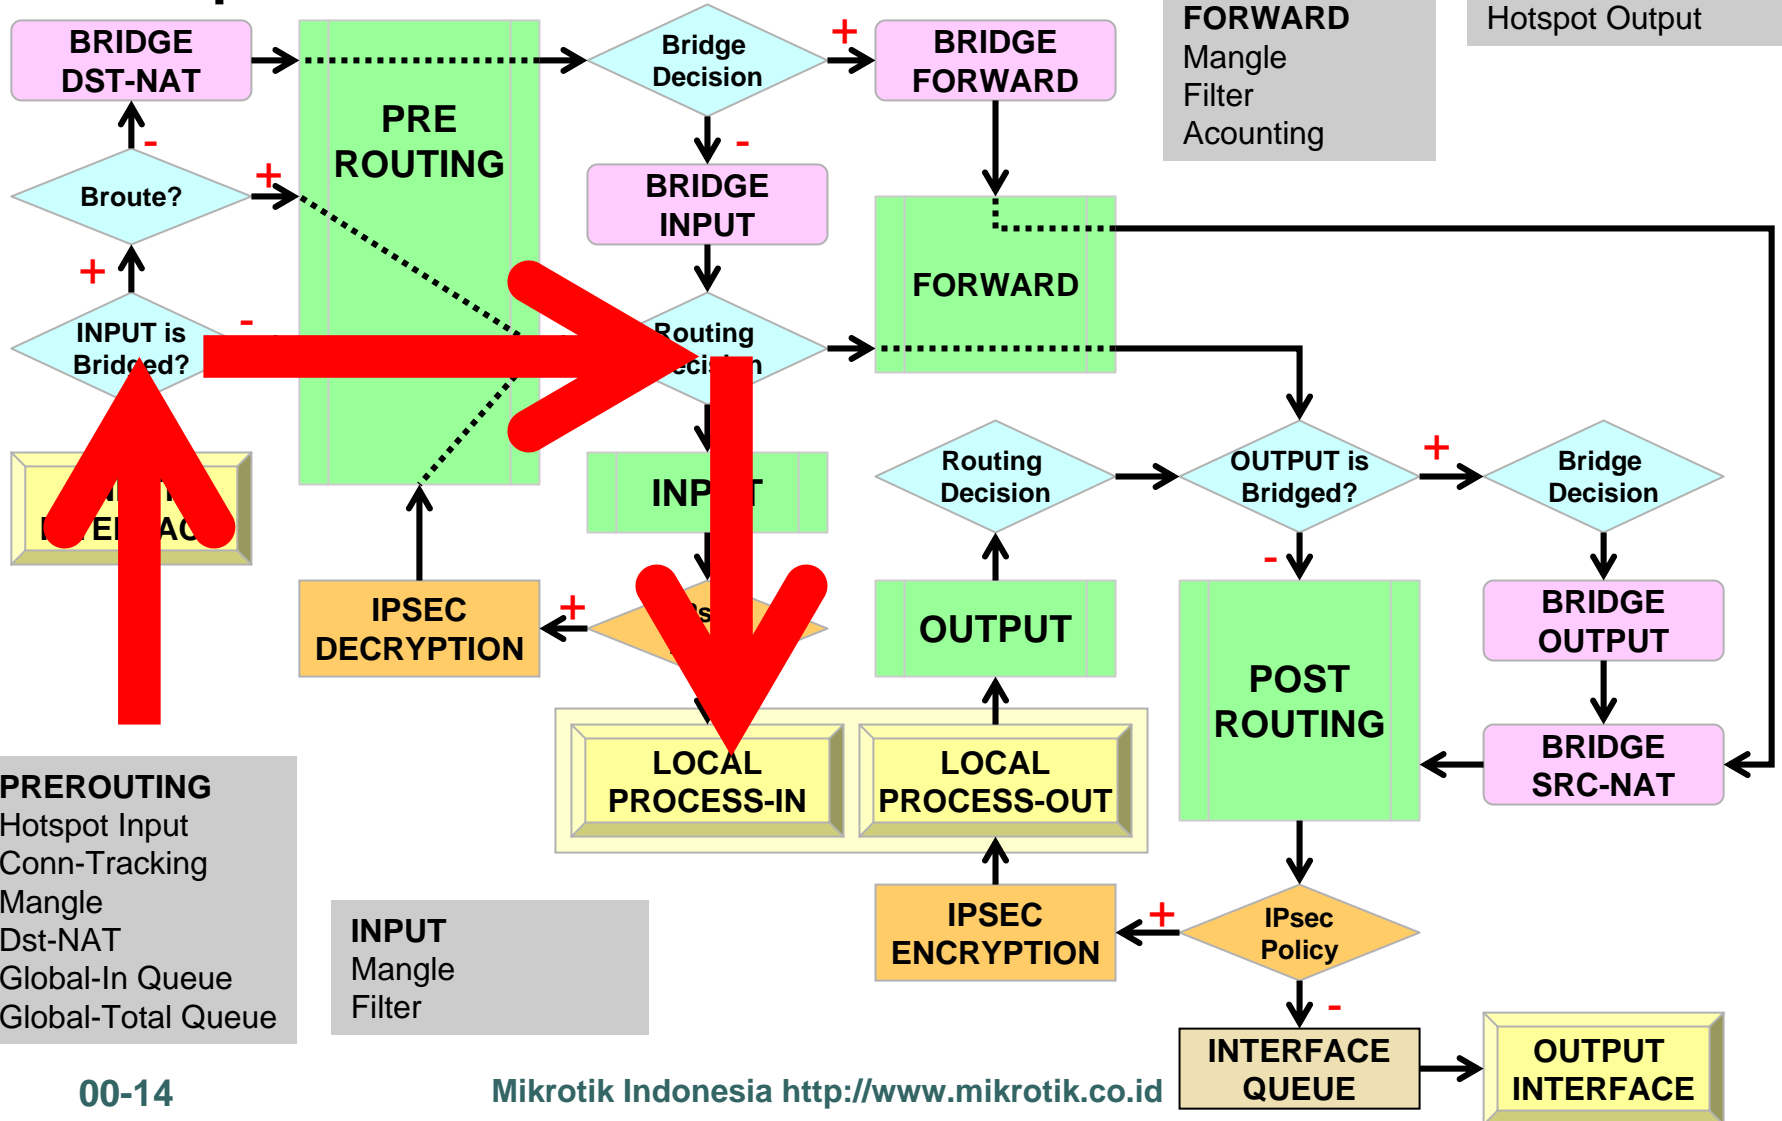 BRIDGE
DST-NAT
PRE
ROUTING
Bridge
Decision
+
BRIDGE
FORWARD
FORWARD
Mangle
Filter
Acounting
Hotspot Output
-
Broute?
+
-
BRIDGE
INPUT
+
INPUT is
Bridged?
-
Routing
FORWARD
INPUT
Routing
Decision
OUTPUT is
Bridged?
+
Bridge
Decision
-
IPSEC
DECRYPTION
+
OUTPUT
BRIDGE
OUTPUT
POST
ROUTING
LOCAL
PROCESS-IN
LOCAL
PROCESS-OUT
BRIDGE
SRC-NAT
PREROUTING
Hotspot Input
Conn-Tracking
Mangle
Dst-NAT
Global-In Queue
Global-Total Queue
INPUT
Mangle
Filter
IPSEC
ENCRYPTION
+
IPsec
Policy
-
INTERFACE
QUEUE
OUTPUT
INTERFACE
00-14
Mikrotik Indonesia http://www.mikrotik.co.id